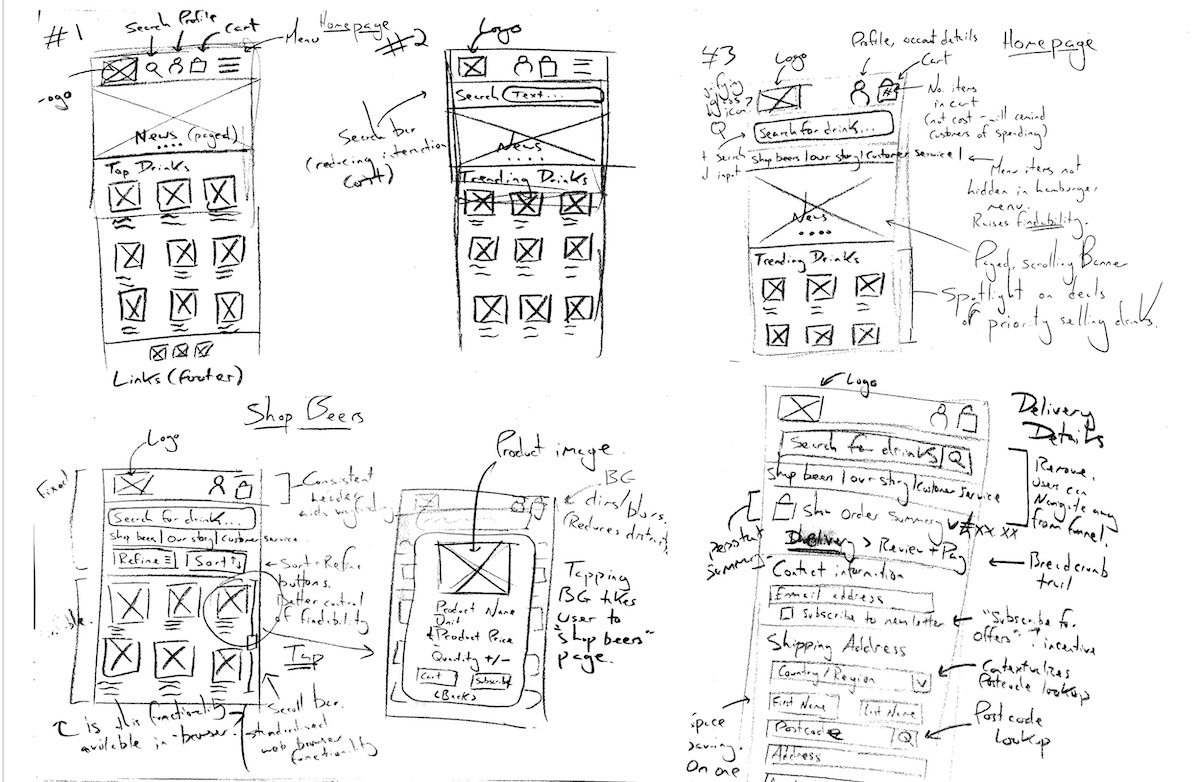 #1
Search
Profile
Cart
Menu
Homepage
News (paged)
Top Drinks
Links (footer)
#2
Logo
Search
Text...
Search bar
(reducing interaction
cost)
News
Trending Drinks
#3
Homepage
Profile, account details
Logo
Cart
No. items
in cart
(not cost - will remind
customers of spending)
Q
Search for drink...
Search
input
shop beers | our story | customer service |
Menu items not
hidden in hamburger
menu.
Raises findability.
News
Paged, scrolling Banner
Trending Drinks
Spotlight on deals
of priority selling drinks.
Shop Beers
Logo
Fixed
Consistent
header
aids wayfinding
Search for drink...
shop beers | our story | customer service
Refine
Sort
Sort + Refine
buttons.
Better control
of findability
Tap
Scroll bar.
standardised
web browser
functionality
Is this functionality
available in-browser
Product image
BG
dims/blurs.
(Reduces distraction)
Product Name
Unit
£ Product Price
Quantity +/-
Cart
Subscribe
(Back)
Tapping
BG takes
user to
"shop beers"
page.
Logo
Delivery
Details
Search for drinks
Q
shop beer | our story | customer service
Remove.
User can
Navigate away
from funnel.
Show Order Summary
#xx.xx
persistent
summary
Delivery > Review + Pay
Breadcrumb
trail
Contact information
Email address
Subscribe to newsletter
"Subscribe for
offers"
incentive
Shipping Address
Country/Region
Contextualizes
postcode lookup
First Name
Last Name
Postcode
Q
Postcode
Lookup
Address
space
saving.
On one